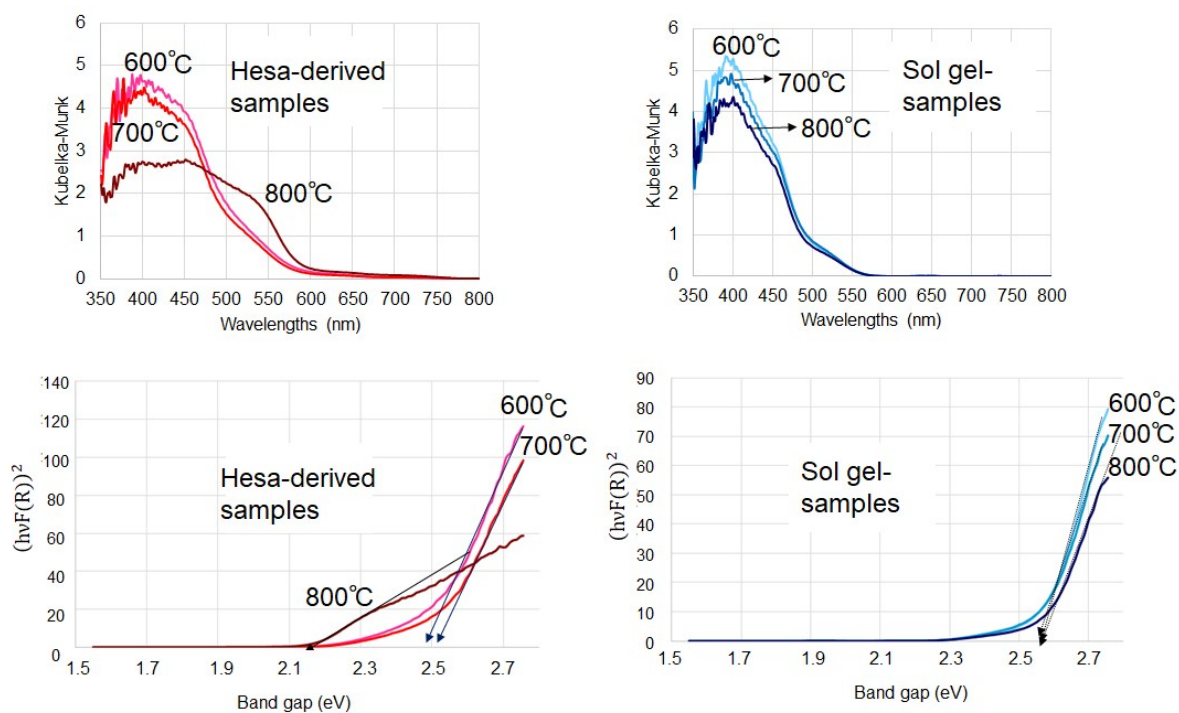 6
5
4
3
2
1
0
Kubelka-Munk
600°C
700°C
800°C
Hesa-derived
samples
350 400 450 500 550 600 650 700 750 800
Wavelengths (nm)
6
5
4
3
2
1
0
Kubelka-Munk
600°C
700°C
800°C
Sol gel-
samples
350 400 450 500 550 600 650 700 750 800
Wavelengths (nm)
140
120
100
80
60
40
20
0
(hνF(R))²
600°C
700°C
Hesa-derived
samples
800°C
1.5 1.7 1.9 2.1 2.3 2.5 2.7
Band gap (eV)
90
80
70
60
50
40
30
20
10
0
(hνF(R))²
600°C
700°C
800°C
Sol gel-
samples
1.5 1.7 1.9 2.1 2.3 2.5 2.7
Band gap (eV)